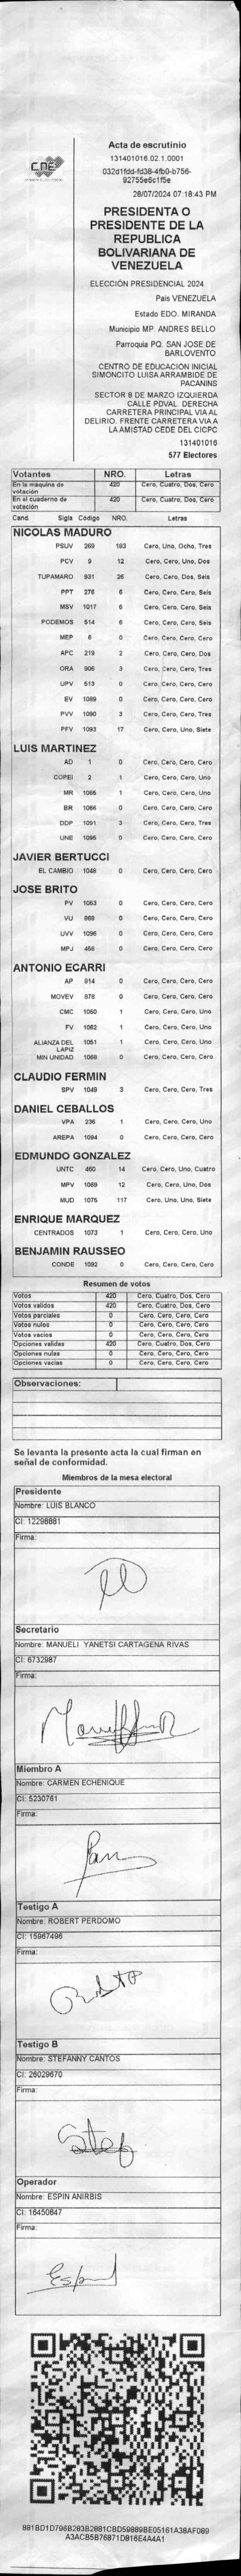 CNE
Acta de escrutinio
131401016.02.1.0001
032d1fdd-fd38-4fb0-b756-
92755e6c1f5e
28/07/2024 07:18:43 PM
PRESIDENTA O
PRESIDENTE DE LA
REPUBLICA
BOLIVARIANA DE
VENEZUELA
ELECCIÓN PRESIDENCIAL 2024
País VENEZUELA
Estado EDO. MIRANDA
Municipio MP. ANDRES BELLO
Parroquia PQ. SAN JOSE DE
BARLOVENTO
CENTRO DE EDUCACIÓN INICIAL
SIMONCITO LUISA ARRAMBIDE DE
PACANINS
SECTOR 8 DE MARZO IZQUIERDA
CALLE PDVAL. DERECHA
CARRETERA PRINCIPAL VIA AL
DELIRIO. FRENTE CARRETERA VIA A
LA AMISTAD CEDE DEL CICPC
131401016
577 Electores
Votantes NRO. Letras
En la máquina de votación 420 Cero, Cuatro, Dos, Cero
En el cuaderno de votación 420 Cero, Cuatro, Dos, Cero
Cand. Sigla Código NRO. Letras
NICOLAS MADURO
PSUV 269 183 Cero, Uno, Ocho, Tres
PCV 9 12 Cero, Cero, Uno, Dos
TUPAMARO 931 26 Cero, Cero, Dos, Seis
PPT 276 6 Cero, Cero, Cero, Seis
MSV 1017 6 Cero, Cero, Cero, Seis
PODEMOS 514 6 Cero, Cero, Cero, Seis
MEP 6 0 Cero, Cero, Cero, Cero
APC 219 2 Cero, Cero, Cero, Dos
ORA 906 3 Cero, Cero, Cero, Tres
UPV 513 0 Cero, Cero, Cero, Cero
EV 1089 0 Cero, Cero, Cero, Cero
PVV 1090 3 Cero, Cero, Cero, Tres
PFV 1093 17 Cero, Cero, Uno, Siete
LUIS MARTINEZ
AD 1 0 Cero, Cero, Cero, Cero
COPEI 2 1 Cero, Cero, Cero, Uno
MR 1066 1 Cero, Cero, Cero, Uno
BR 0 Cero, Cero, Cero, Cero
DDP 1091 3 Cero, Cero, Cero, Tres
UNE 1095 0 Cero, Cero, Cero, Cero
JAVIER BERTUCCI
EL CAMBIO 1048 0 Cero, Cero, Cero, Cero
JOSE BRITO
PV 1053 0 Cero, Cero, Cero, Cero
VU 868 0 Cero, Cero, Cero, Cero
UVV 1096 0 Cero, Cero, Cero, Cero
MPJ 456 0 Cero, Cero, Cero, Cero
ANTONIO ECARRI
AP 814 0 Cero, Cero, Cero, Cero
MOVEV 878 0 Cero, Cero, Cero, Cero
CMC 1050 1 Cero, Cero, Cero, Uno
FV 1062 1 Cero, Cero, Cero, Uno
ALIANZA DEL LAPIZ 1051 1 Cero, Cero, Cero, Uno
MIN UNIDAD 1068 0 Cero, Cero, Cero, Cero
CLAUDIO FERMIN
SPV 1049 3 Cero, Cero, Cero, Tres
DANIEL CEBALLOS
VPA 236 1 Cero, Cero, Cero, Uno
AREPA 1094 0 Cero, Cero, Cero, Cero
EDMUNDO GONZALEZ
UNTC 460 14 Cero, Cero, Uno, Cuatro
MPV 1069 12 Cero, Cero, Uno, Dos
MUD 1075 117 Cero, Uno, Uno, Siete
ENRIQUE MARQUEZ
CENTRADOS 1073 1 Cero, Cero, Cero, Uno
BENJAMIN RAUSSEO
CONDE 1092 0 Cero, Cero, Cero, Cero
Resumen de votos
Votos 420 Cero, Cuatro, Dos, Cero
Votos validos 420 Cero, Cuatro, Dos, Cero
Votos parciales 0 Cero, Cero, Cero, Cero
Votos nulos 0 Cero, Cero, Cero, Cero
Votos vacios 0 Cero, Cero, Cero, Cero
Opciones validas 420 Cero, Cuatro, Dos, Cero
Opciones nulas 0 Cero, Cero, Cero, Cero
Opciones vacias 0 Cero, Cero, Cero, Cero
Observaciones:
Se levanta la presente acta la cual firman en
señal de conformidad.
Miembros de la mesa electoral
Presidente
Nombre: LUIS BLANCO
CI: 12298881
Firma:
Secretario
Nombre: MANUELI YANETSI CARTAGENA RIVAS
CI: 6732987
Firma:
Miembro A
Nombre: CARMEN ECHENIQUE
CI: 5230761
Firma:
Testigo A
Nombre: ROBERT PERDOMO
CI: 15967496
Firma:
Testigo B
Nombre: STEFANNY CANTOS
CI: 26029670
Firma:
Stef
Operador
Nombre: ESPIN ANIRBIS
CI: 16450847
Firma:
881BD1D796B283B2881CBD59889BE05161A38AF089
A3ACB5B76871D816E4A4A1